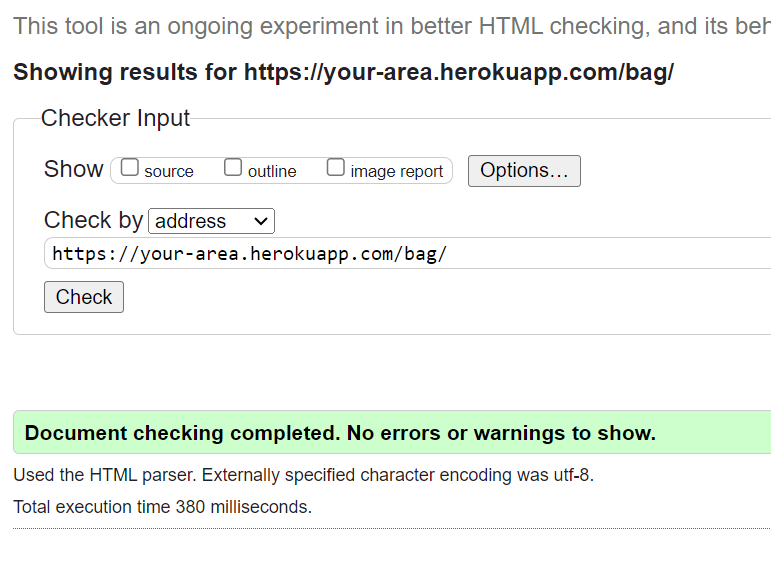 This tool is an ongoing experiment in better HTML checking, and its beh
Showing results for https://your-area.herokuapp.com/bag/
Checker Input
Show source outline image report Options...
Check by address
https://your-area.herokuapp.com/bag/
Check
Document checking completed. No errors or warnings to show.
Used the HTML parser. Externally specified character encoding was utf-8.
Total execution time 380 milliseconds.